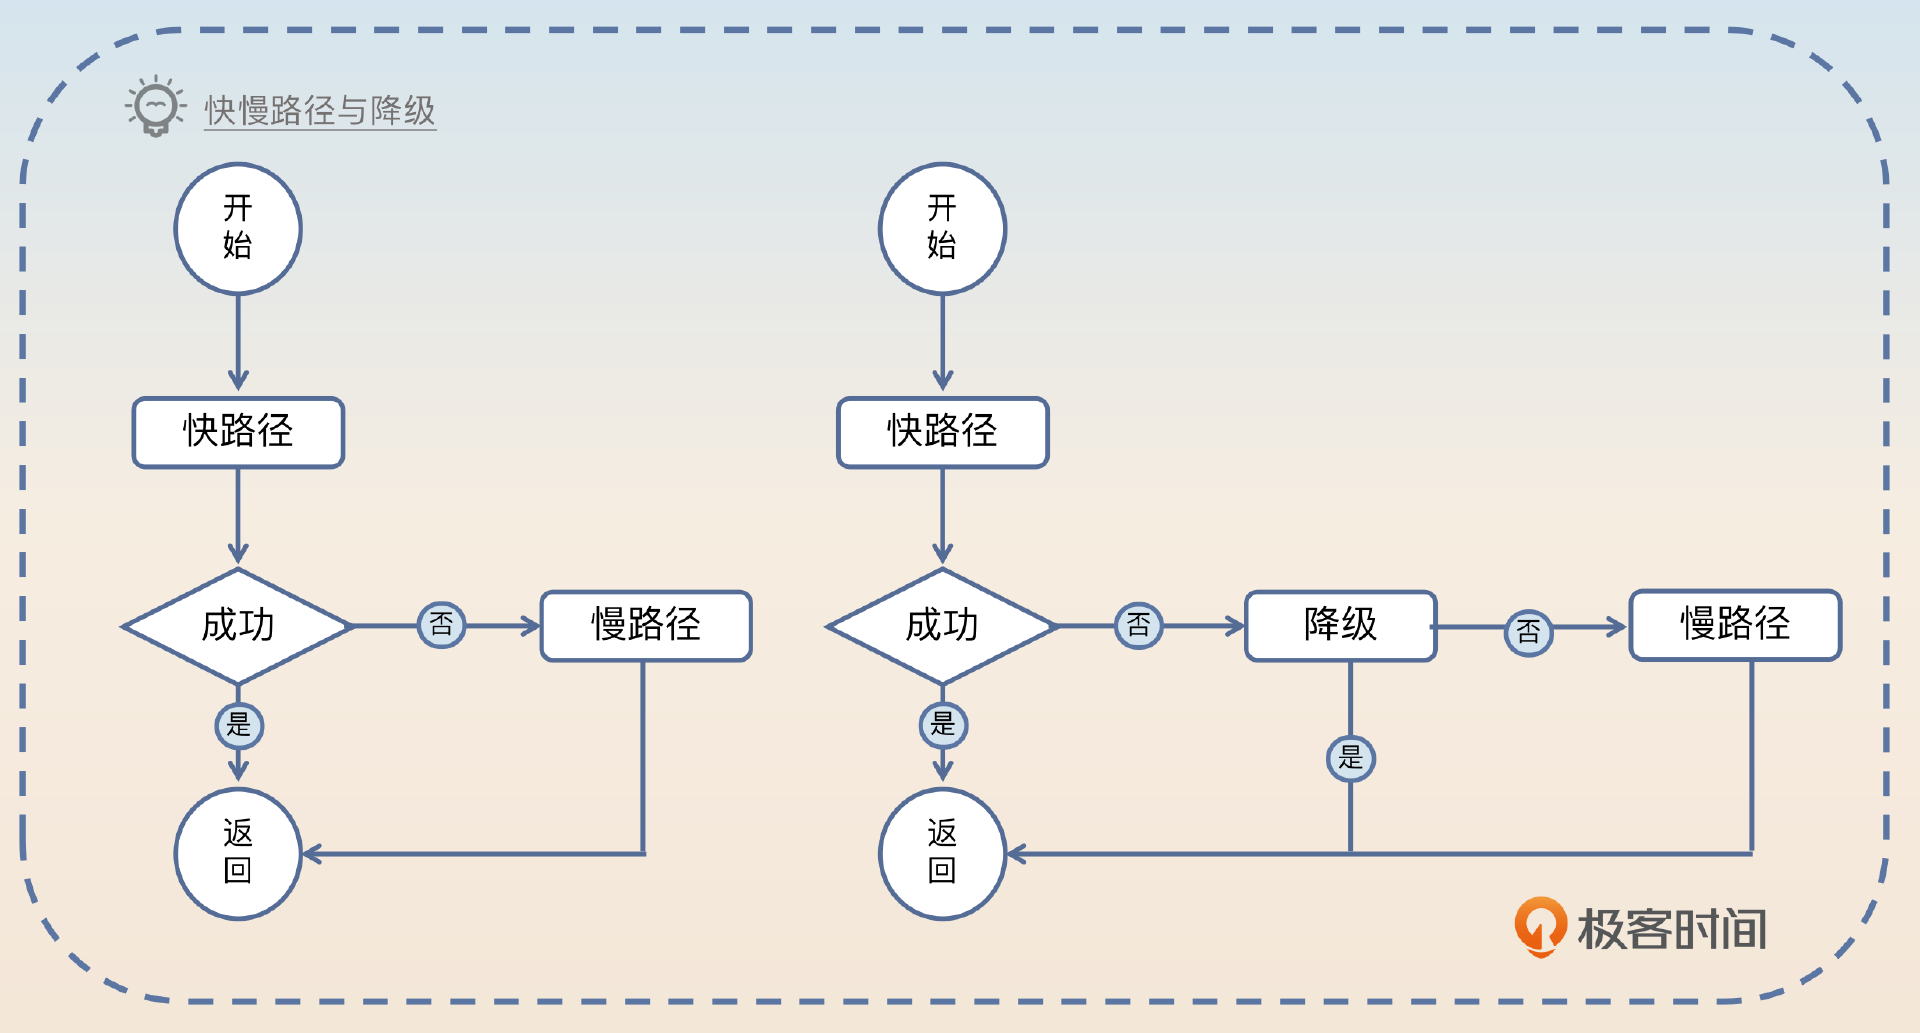 快慢路径与降级
开
始
快路径
成功
否
慢路径
是
返
回
开
始
快路径
成功
否
降级
否
慢路径
是
是
返
回
极客时间